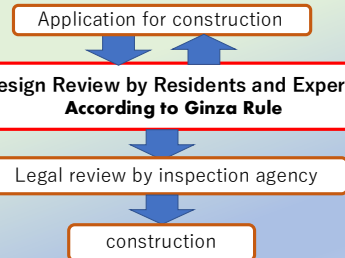 Application for construction
esign Review by Residents and Exper
According to Ginza Rule
Legal review by inspection agency
construction